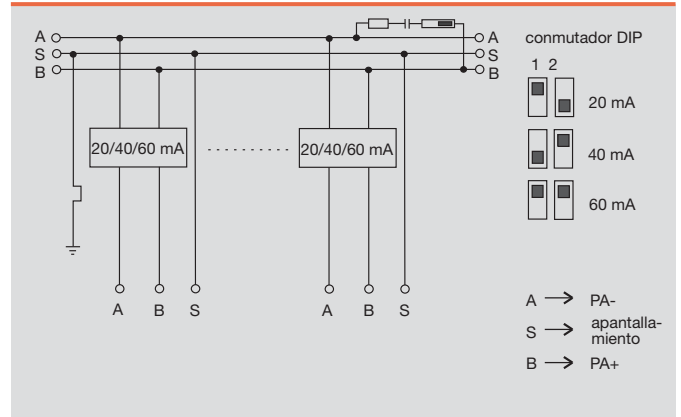 A A conmutador DIP
S S
B B
1 2
20 mA
20/40/60 mA 20/40/60 mA
40 mA
60 mA
A B S A B S
A → PA-
S → apantalla-
miento
B → PA+